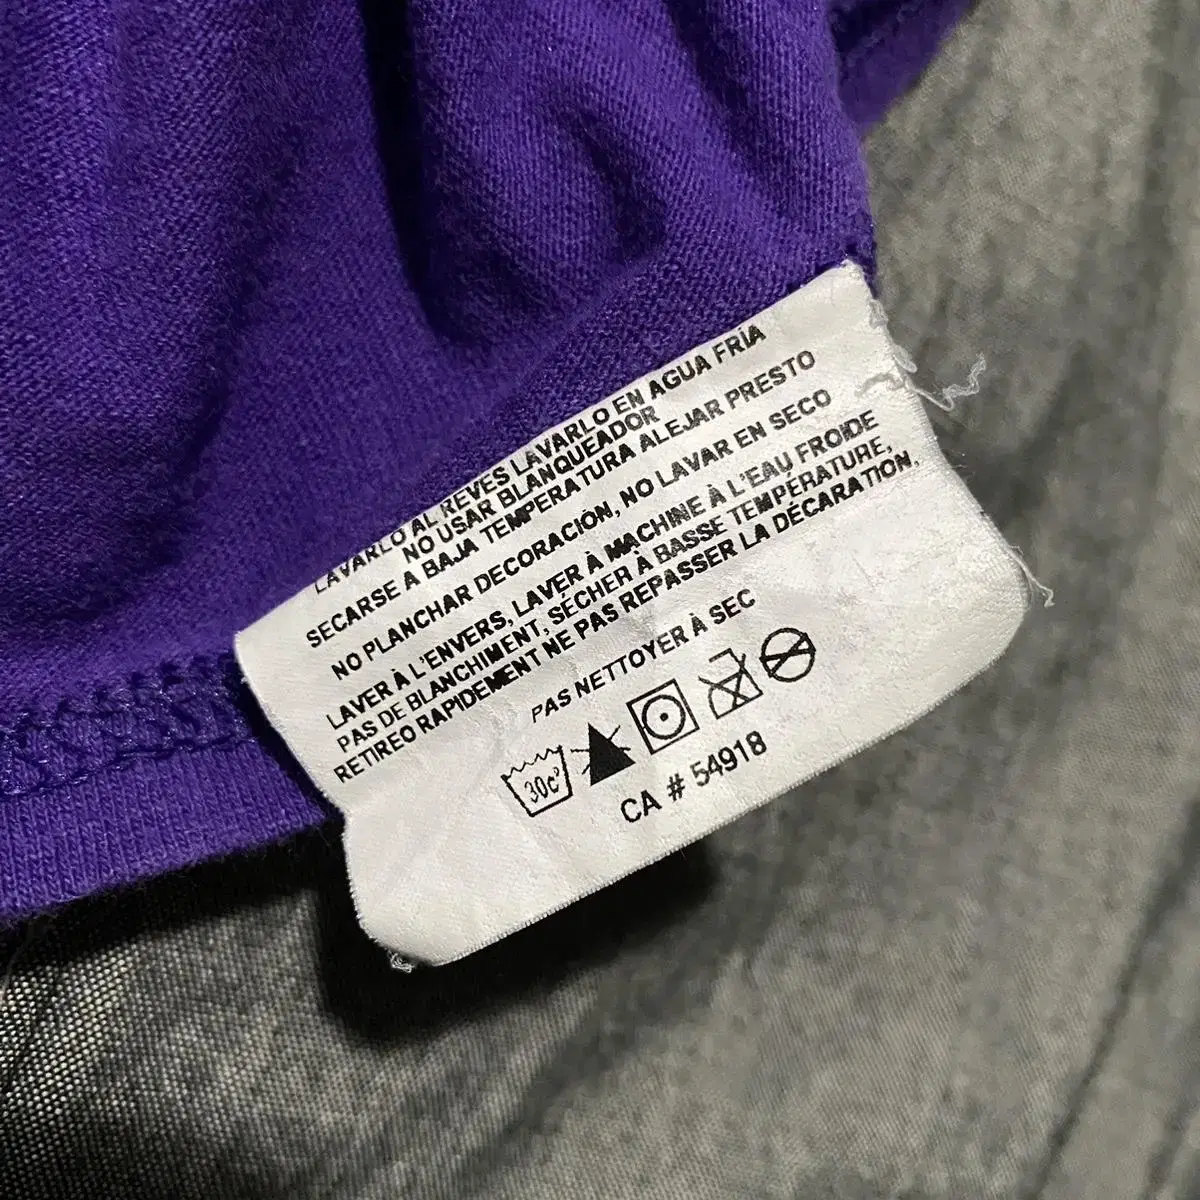 LAVARLO AL REVES LAVARLO EN AGUA FRÍA
NO USAR BLANQUEADOR
SECARSE A BAJA TEMPERATURA ALEJAR PRESTO
NO PLANCHAR DECORACIÓN, NO LAVAR EN SECO
LAVER À L'ENVERS, LAVER À MACHINE À L'EAU FROIDE
PAS DE BLANCHIMENT, SÉCHER À BASSE TEMPÉRATURE,
RETIREO RAPIDEMENT NE PAS REPASSER LA DÉCARATION,
PAS NETTOYER À SEC
30c°
CA # 54918